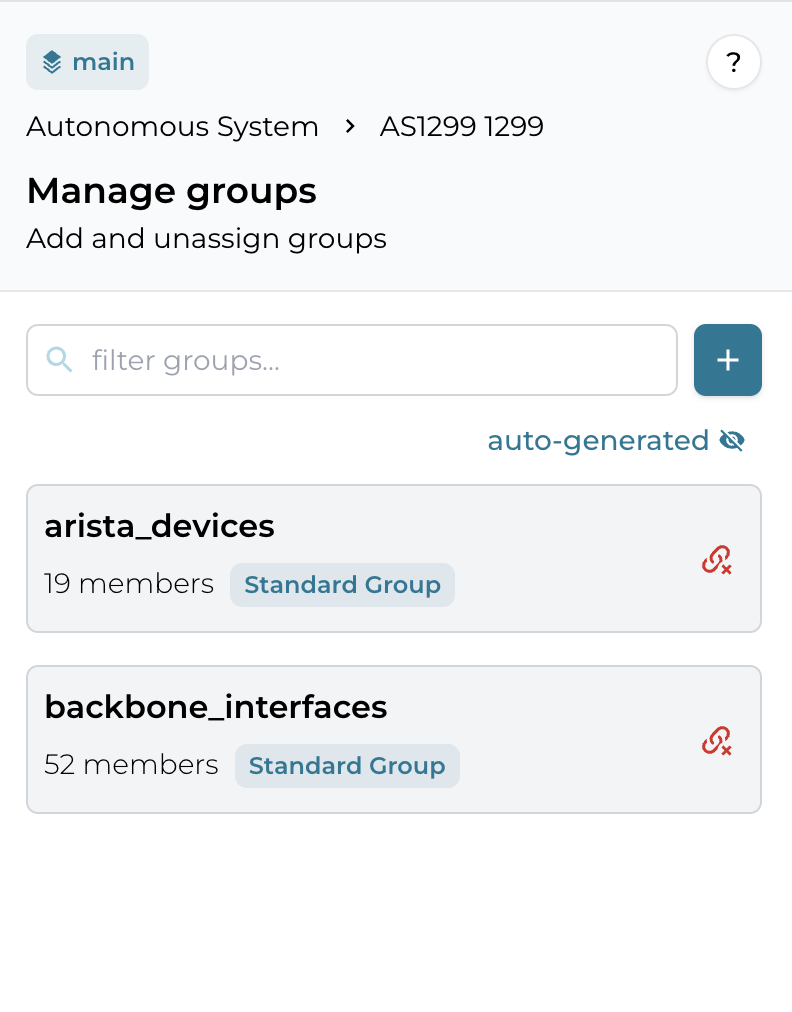 main
?
Autonomous System > AS1299 1299
Manage groups
Add and unassign groups
filter groups...
+
auto-generated
arista_devices
19 members Standard Group
backbone_interfaces
52 members Standard Group